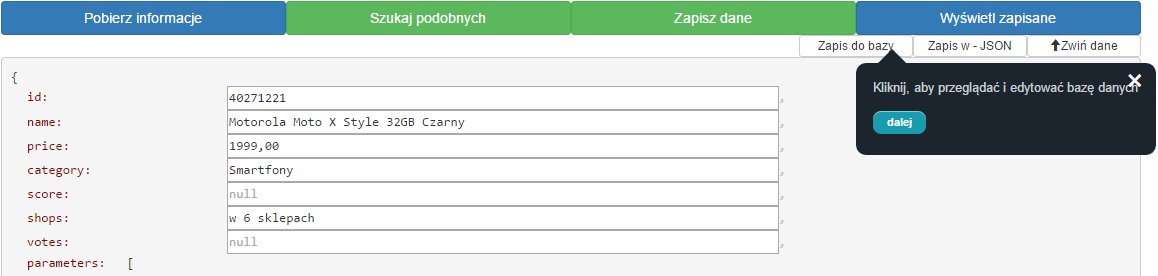 Pobierz informacje Szukaj podobnych Zapisz dane Wyświetl zapisane
Zapis do bazy Zapis w - JSON Zwiń dane
Kliknij, aby przeglądać i edytować bazę danych
dalej
{
id: 40271221,
name: Motorola Moto X Style 32GB Czarny,
price: 1999,00,
category: Smartfony,
score: null,
shops: w 6 sklepach,
votes: null,
parameters: [